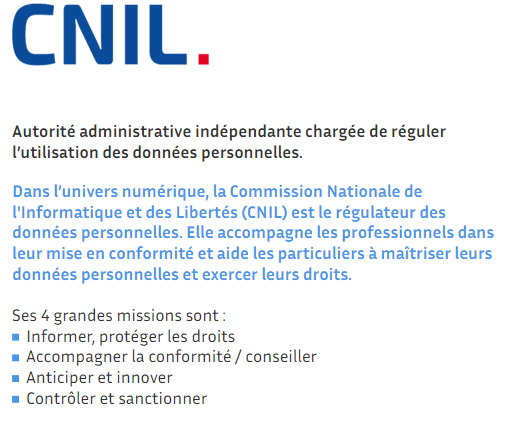 CNIL.
Autorité administrative indépendante chargée de réguler
l’utilisation des données personnelles.
Dans l’univers numérique, la Commission Nationale de
l'Informatique et des Libertés (CNIL) est le régulateur des
données personnelles. Elle accompagne les professionnels dans
leur mise en conformité et aide les particuliers à maîtriser leurs
données personnelles et exercer leurs droits.
Ses 4 grandes missions sont :
■ Informer, protéger les droits
■ Accompagner la conformité / conseiller
■ Anticiper et innover
■ Contrôler et sanctionner